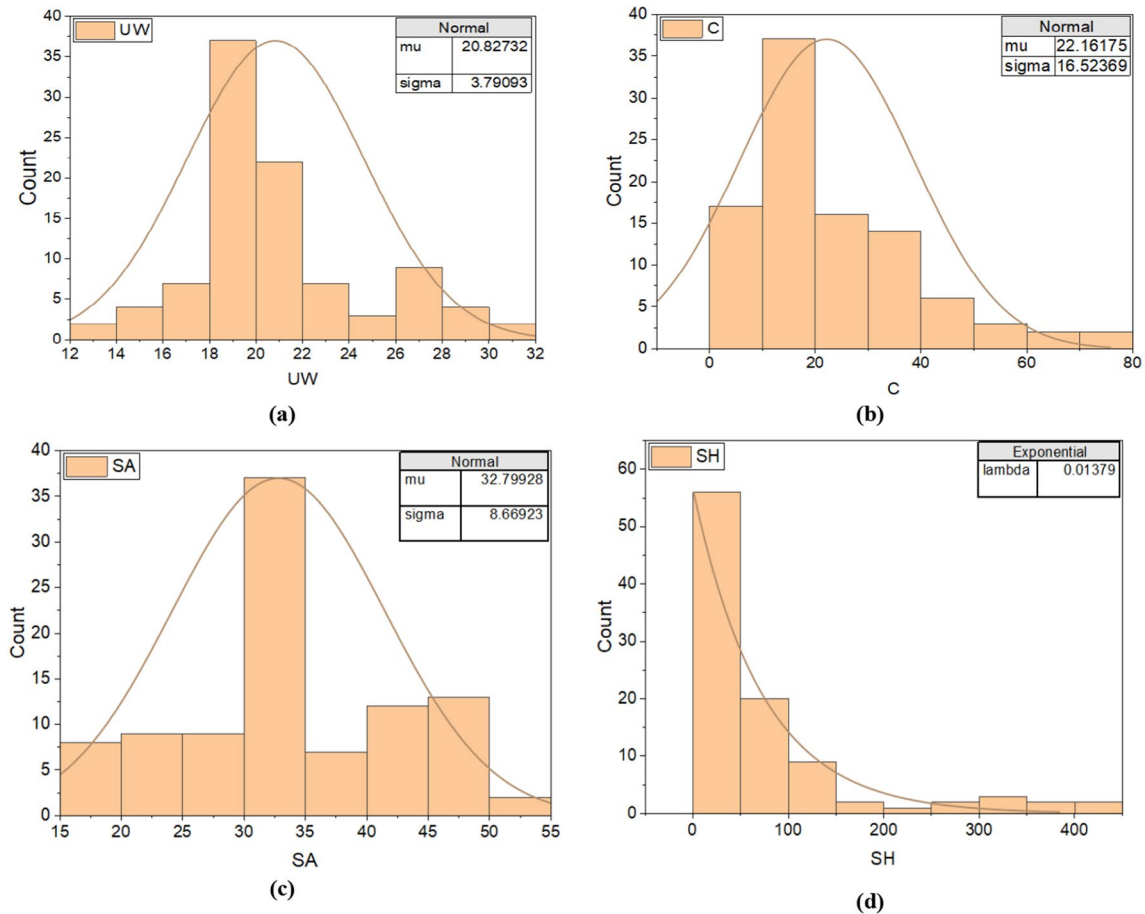 UW
Normal
mu 20.82732
sigma 3.79093
40
35
30
25
20
15
10
5
0
Count
12 14 16 18 20 22 24 26 28 30 32
UW
(a)
C
Normal
mu 22.16175
sigma 16.52369
40
35
30
25
20
15
10
5
0
Count
0 20 40 60 80
C
(b)
SA
Normal
mu 32.79928
sigma 8.66923
40
35
30
25
20
15
10
5
0
Count
15 20 25 30 35 40 45 50 55
SA
(c)
SH
Exponential
lambda 0.01379
60
50
40
30
20
10
0
Count
0 100 200 300 400
SH
(d)